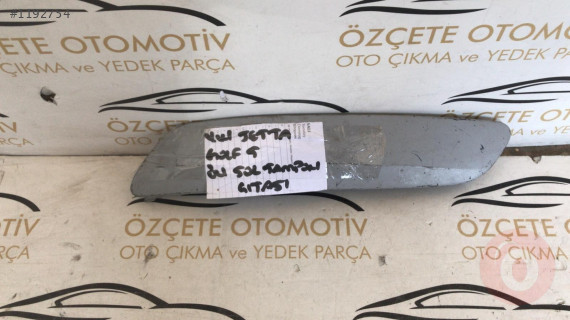 #1192754
ÖZÇETE OTOMOTİV
OTO ÇIKMA ve YEDEK PARÇA
ÖZÇETE OTOMOTİV
OTO ÇIKMA ve YEDEK PARÇA
VW JETTA
GOLF 5
ÖN SOL TAMPON
ÇITASI
ÖZÇETE OTOMOTİV
OTO ÇIKMA ve YEDEK PARÇA
ÖZÇETE OTOMOTİV
OTO ÇIKMA ve YEDEK PARÇA